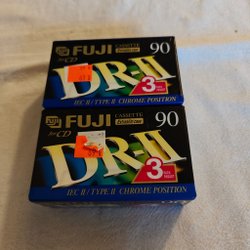 FUJI CASSETTE 90
for CD
DR-II
3
IEC II / TYPE II CHROME POSITION
FUJI CASSETTE 90
for CD
DR-II
3
IEC II / TYPE II CHROME POSITION